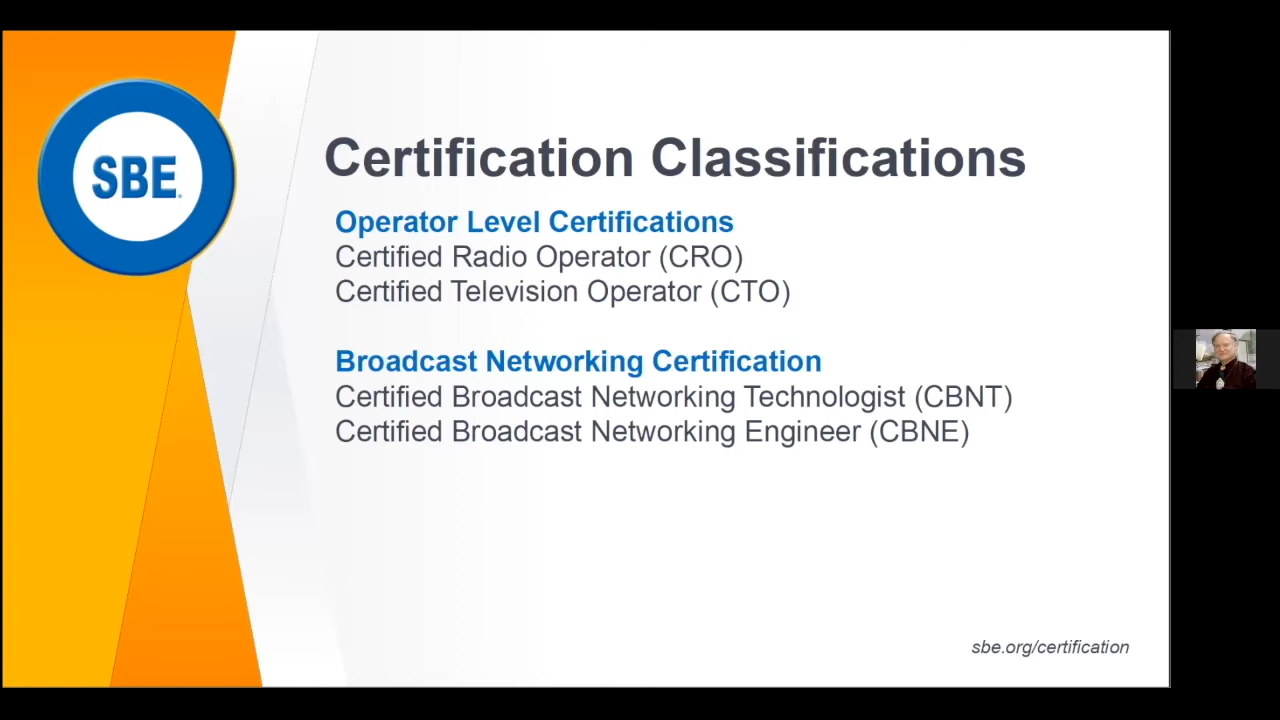 SBE
Certification Classifications
Operator Level Certifications
Certified Radio Operator (CRO)
Certified Television Operator (CTO)
Broadcast Networking Certification
Certified Broadcast Networking Technologist (CBNT)
Certified Broadcast Networking Engineer (CBNE)
sbe.org/certification